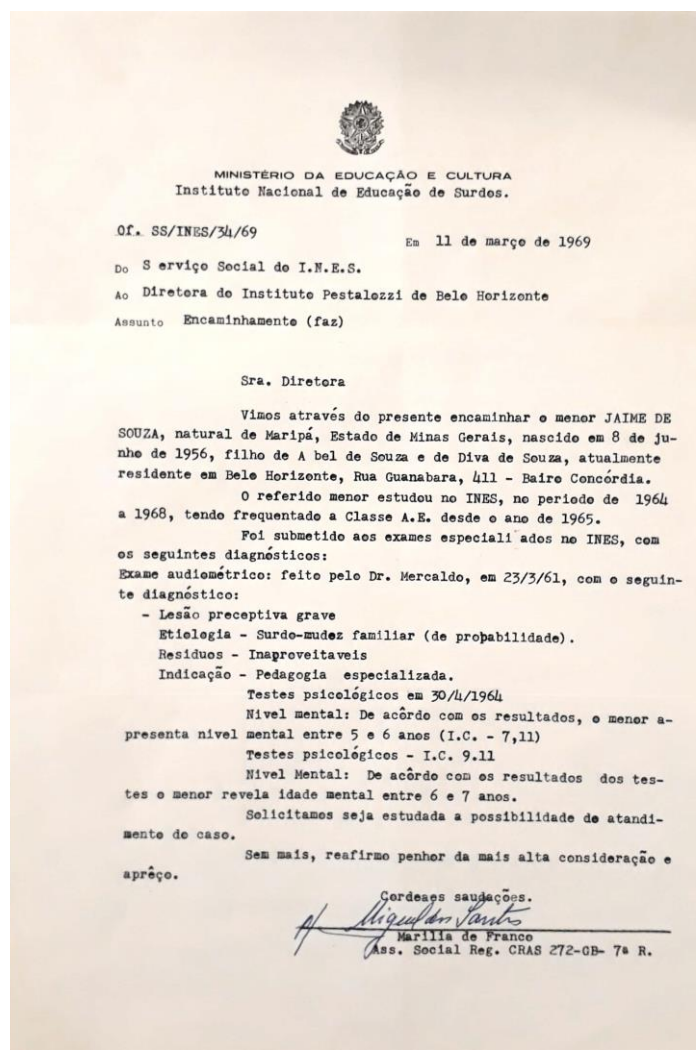 MINISTÉRIO DA EDUCAÇÃO E CULTURA
Instituto Nacional de Educação de Surdos.
Of. SS/INES/34/69
Em 11 de março de 1969
Do S erviço Social do I.N.E.S.
Ao Diretora do Instituto Pestalozzi de Belo Horizonte
Assunto Encaminhamento (faz)
Sra. Diretora
Vimos através do presente encaminhar o menor JAIME DE
SOUZA, natural de Maripá, Estado de Minas Gerais, nascido em 8 de ju-
nho de 1956, filho de A bel de Souza e de Diva de Souza, atualmente
residente em Belo Horizonte, Rua Guanabara, 411 - Bairo Concórdia.
O referido menor estudou no INES, no periodo de 1964
a 1968, tendo frequentado a Classe A.E. desde o ano de 1965.
Foi submetido aos exames especiali ados no INES, com
os seguintes diagnósticos:
Exame audiométrico: feito pelo Dr. Mercaldo, em 23/3/61, com o seguin-
te diagnóstico:
- Lesão preceptiva grave
Etiologia - Surdo-mudez familiar (de probabilidade).
Residuos - Inaproveitaveis
Indicação - Pedagogia especializada.
Testes psicológicos em 30/4/1964
Nivel mental: De acôrdo com os resultados, o menor a-
presenta nivel mental entre 5 e 6 anos (I.C. - 7,11)
Testes psicológicos - I.C. 9.11
Nivel Mental: De acôrdo com os resultados dos tes-
tes o menor revela idade mental entre 6 e 7 anos.
Solicitamos seja estudada a possibilidade de atandi-
mento do caso.
Sem mais, reafirmo penhor da mais alta consideração e
aprêço.
Cordeaes saudações.
Miguel dos Santos
Marilia de Franco
Ass. Social Reg. CRAS 272-GB- 7ª R.